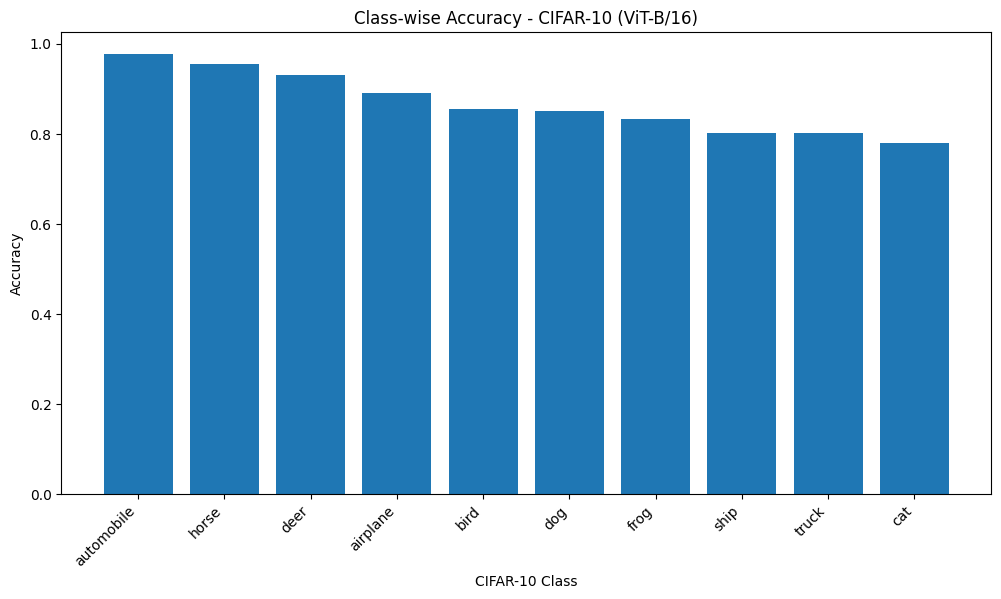 Class-wise Accuracy - CIFAR-10 (ViT-B/16)
1.0
0.8
0.6
0.4
0.2
0.0
Accuracy
automobile
horse
deer
airplane
bird
dog
frog
ship
truck
cat
CIFAR-10 Class